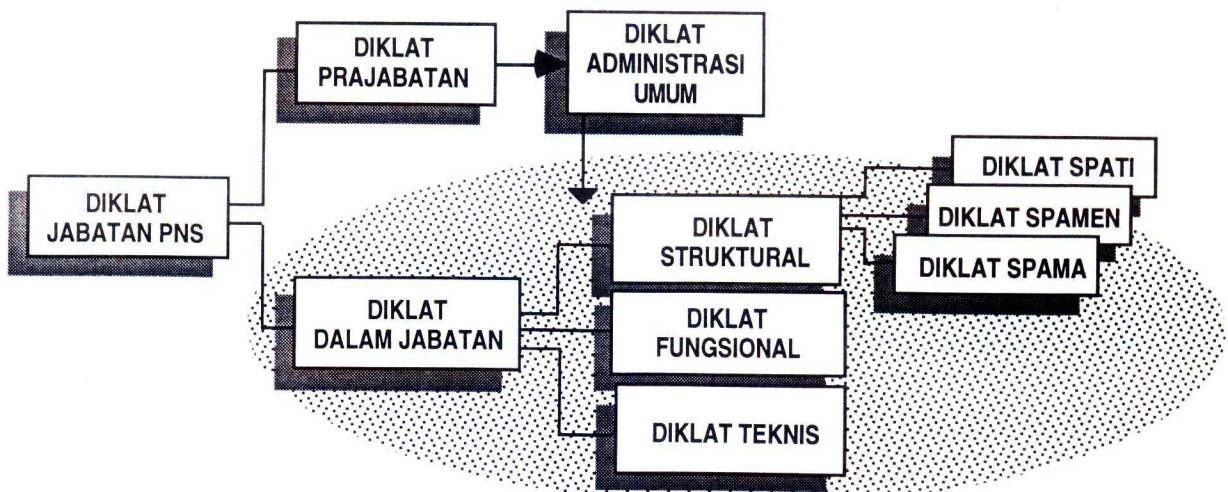 DIKLAT
PRAJABATAN
DIKLAT
ADMINISTRASI
UMUM
DIKLAT
JABATAN PNS
DIKLAT
DALAM JABATAN
DIKLAT
STRUKTURAL
DIKLAT
FUNGSIONAL
DIKLAT TEKNIS
DIKLAT SPATI
DIKLAT SPAMEN
DIKLAT SPAMA